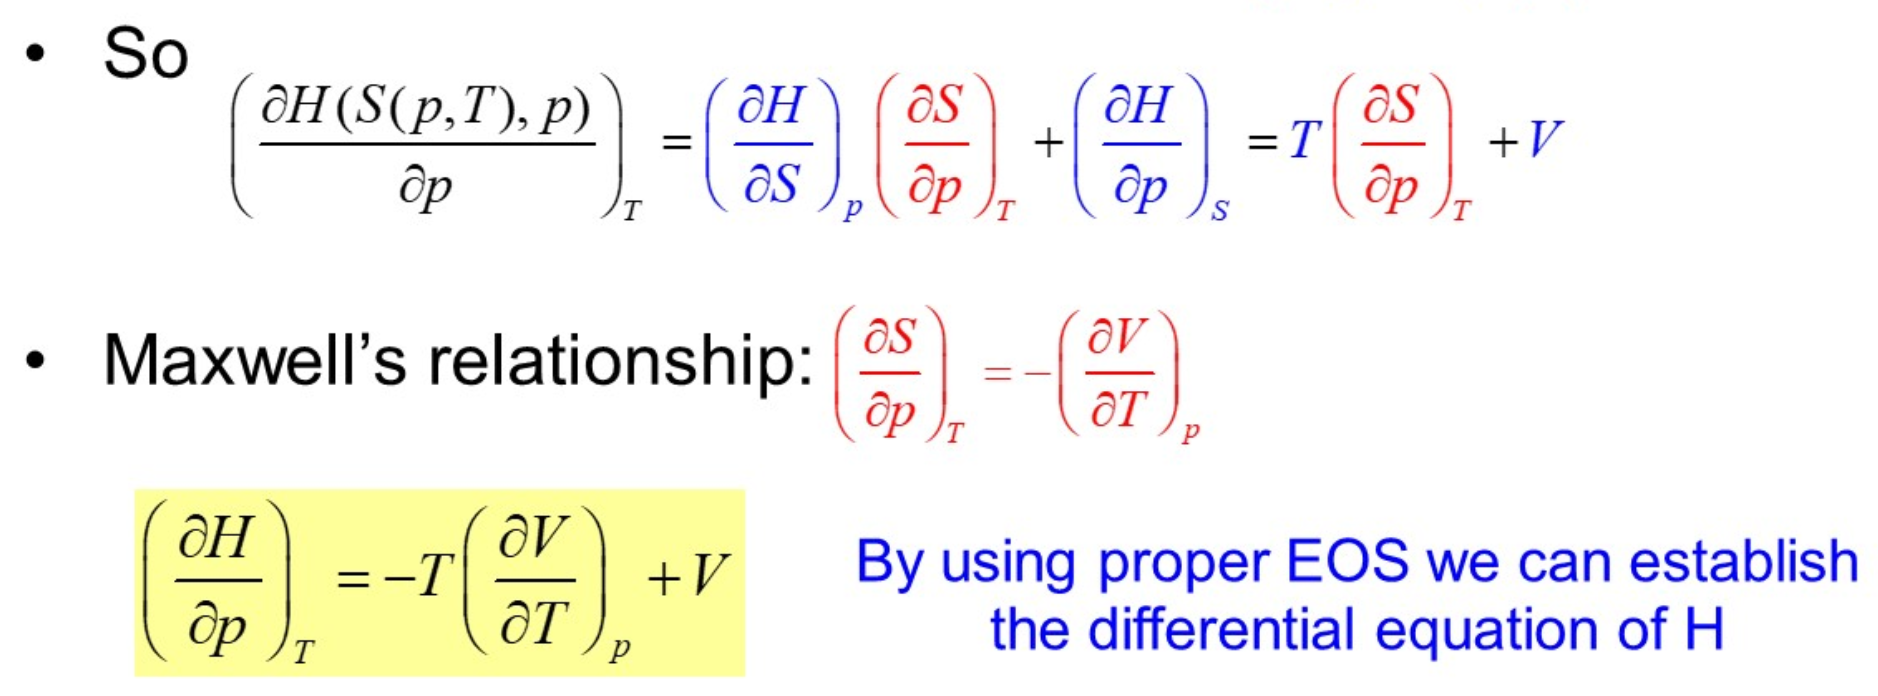 • So
$\left(\frac{\partial H(S(p,T),p)}{\partial p}\right)_T = \left(\frac{\partial H}{\partial S}\right)_p \left(\frac{\partial S}{\partial p}\right)_T + \left(\frac{\partial H}{\partial p}\right)_S = T\left(\frac{\partial S}{\partial p}\right)_T + V$
• Maxwell's relationship: $\left(\frac{\partial S}{\partial p}\right)_T = -\left(\frac{\partial V}{\partial T}\right)_p$
$\left(\frac{\partial H}{\partial p}\right)_T = -T\left(\frac{\partial V}{\partial T}\right)_p + V$
By using proper EOS we can establish
the differential equation of H